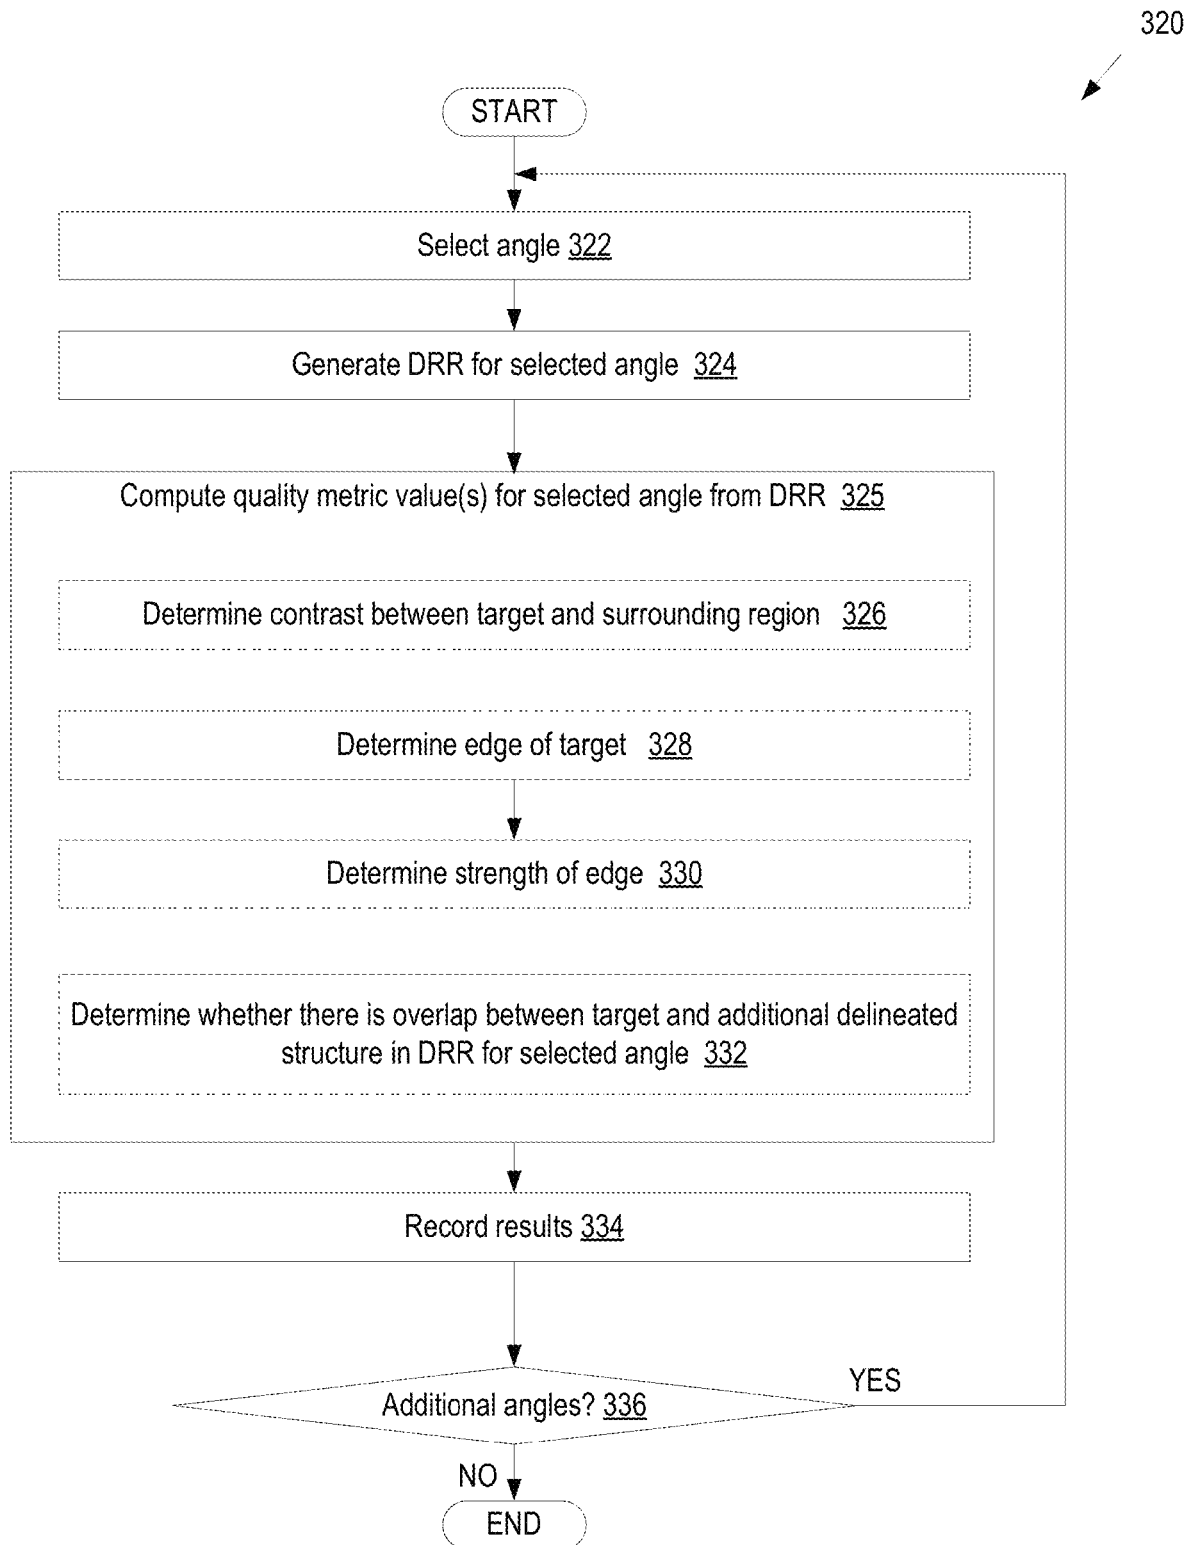 320
START
Select angle 322
Generate DRR for selected angle 324
Compute quality metric value(s) for selected angle from DRR 325
Determine contrast between target and surrounding region 326
Determine edge of target 328
Determine strength of edge 330
Determine whether there is overlap between target and additional delineated
structure in DRR for selected angle 332
Record results 334
Additional angles? 336
YES
NO
END